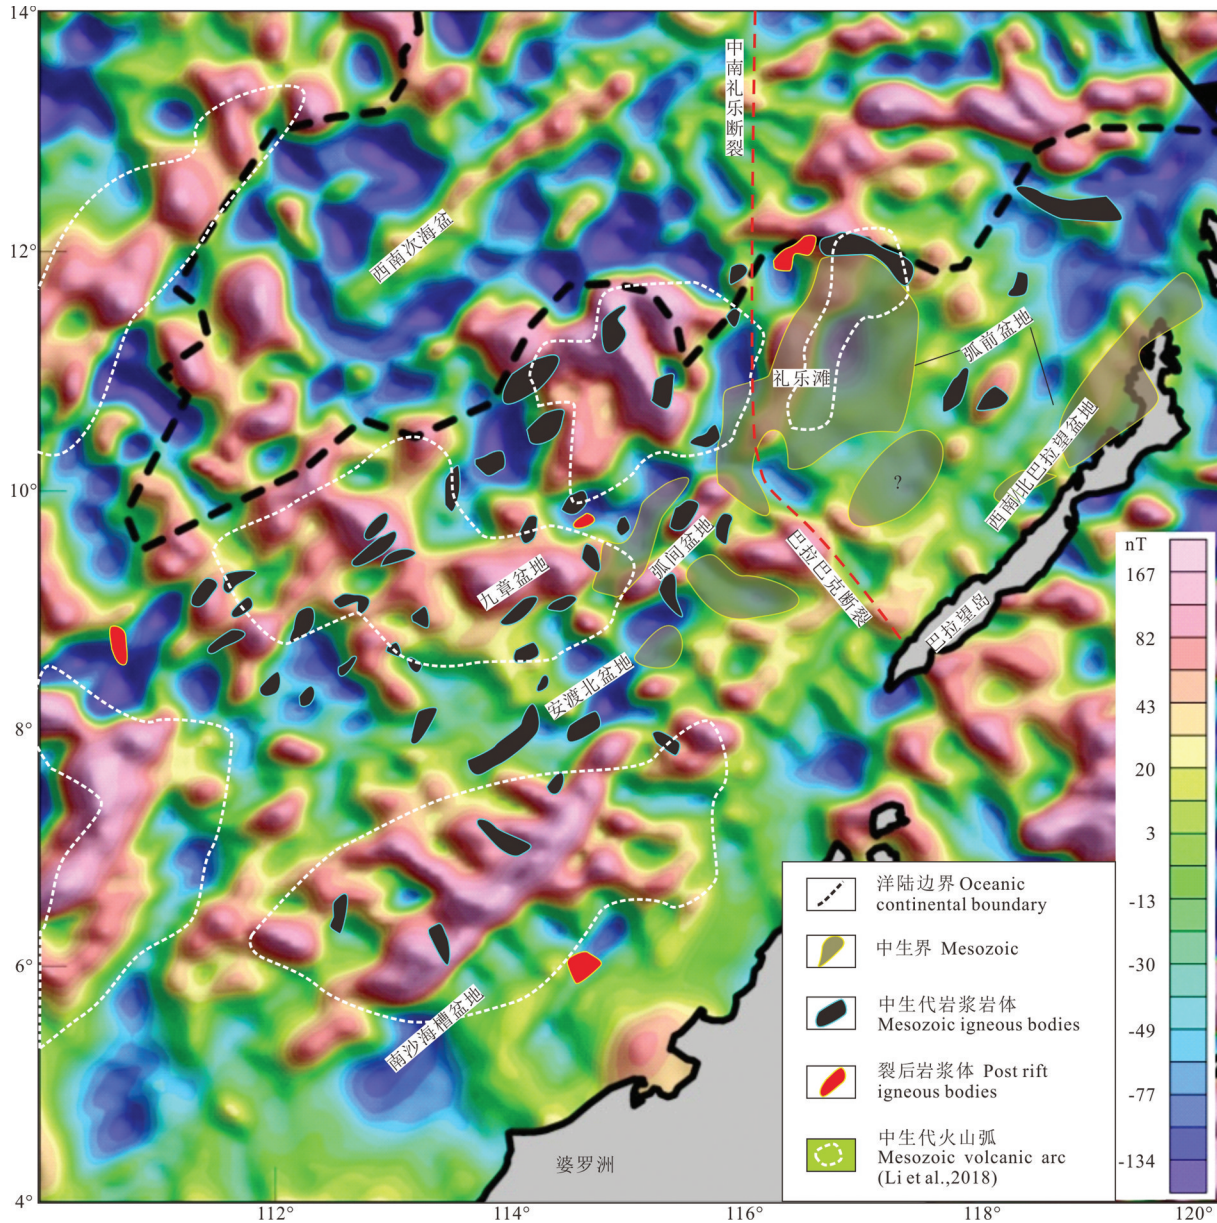 14°
12°
10°
8°
6°
4°
112°
114°
116°
118°
120°
中南礼乐断裂
西南次海盆
礼乐滩
弧前盆地
?
西南/北巴拉望盆地
弧间盆地
九章盆地
巴拉巴克断裂
巴拉望岛
安渡北盆地
南沙海槽盆地
婆罗洲
nT
167
82
43
20
3
-13
-30
-49
-77
-134
洋陆边界 Oceanic
continental boundary
中生界 Mesozoic
中生代岩浆岩体
Mesozoic igneous bodies
裂后岩浆体 Post rift
igneous bodies
中生代火山弧
Mesozoic volcanic arc
(Li et al.,2018)